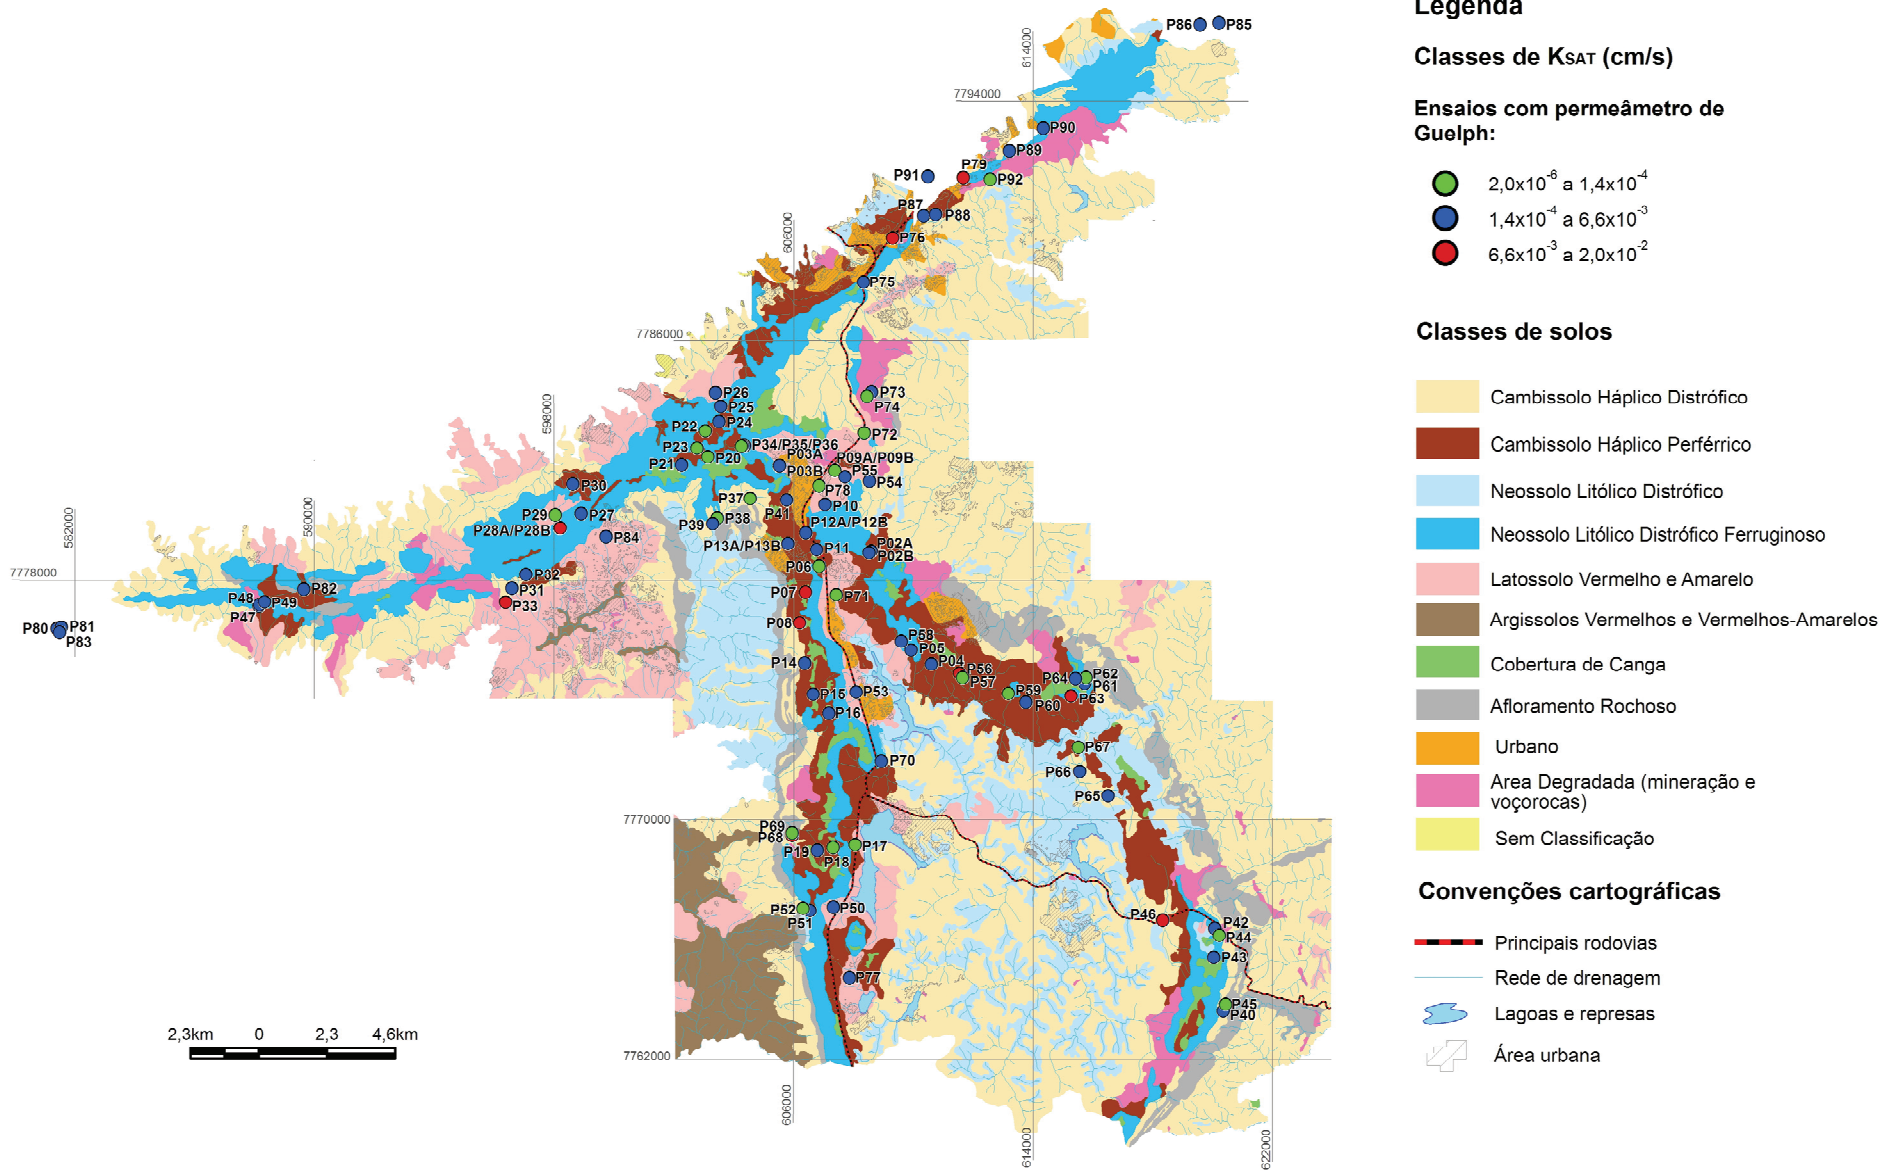 Legenda
Classes de KSAT (cm/s)
Ensaios com permeâmetro de
Guelph:
2,0x10-6 a 1,4x10-4
1,4x10-4 a 6,6x10-3
6,6x10-3 a 2,0x10-2
Classes de solos
Cambissolo Háplico Distrófico
Cambissolo Háplico Perférrico
Neossolo Litólico Distrófico
Neossolo Litólico Distrófico Ferruginoso
Latossolo Vermelho e Amarelo
Argissolos Vermelhos e Vermelhos-Amarelos
Cobertura de Canga
Afloramento Rochoso
Urbano
Area Degradada (mineração e
voçorocas)
Sem Classificação
Convenções cartográficas
Principais rodovias
Rede de drenagem
Lagoas e represas
Área urbana
P86
P85
614000
7794000
P90
P89
P79
P92
P91
P87
P88
P76
606000
P75
7786000
P26
P25
P24
P73
P74
P22
P23
P20
P21
P34/P35/P36
P72
P03A
P03B
P09A/P09B
P55
P54
P78
P10
598000
P30
P29
P27
P28A/P28B
P84
P37
P38
P39
P41
P12A/P12B
P13A/P13B
P11
P02A
P02B
P06
P07
P71
P08
590000
582000
7778000
P32
P31
P33
P82
P48
P49
P47
P80
P81
P83
P58
P05
P04
P56
P57
P14
P15
P53
P16
P59
P60
P64
P62
P61
P63
P67
P66
P65
P70
7770000
P69
P68
P19
P18
P17
P52
P51
P50
P77
P46
P42
P44
P43
P45
P40
7762000
2,3km
0
2,3
4,6km
606000
614000
622000